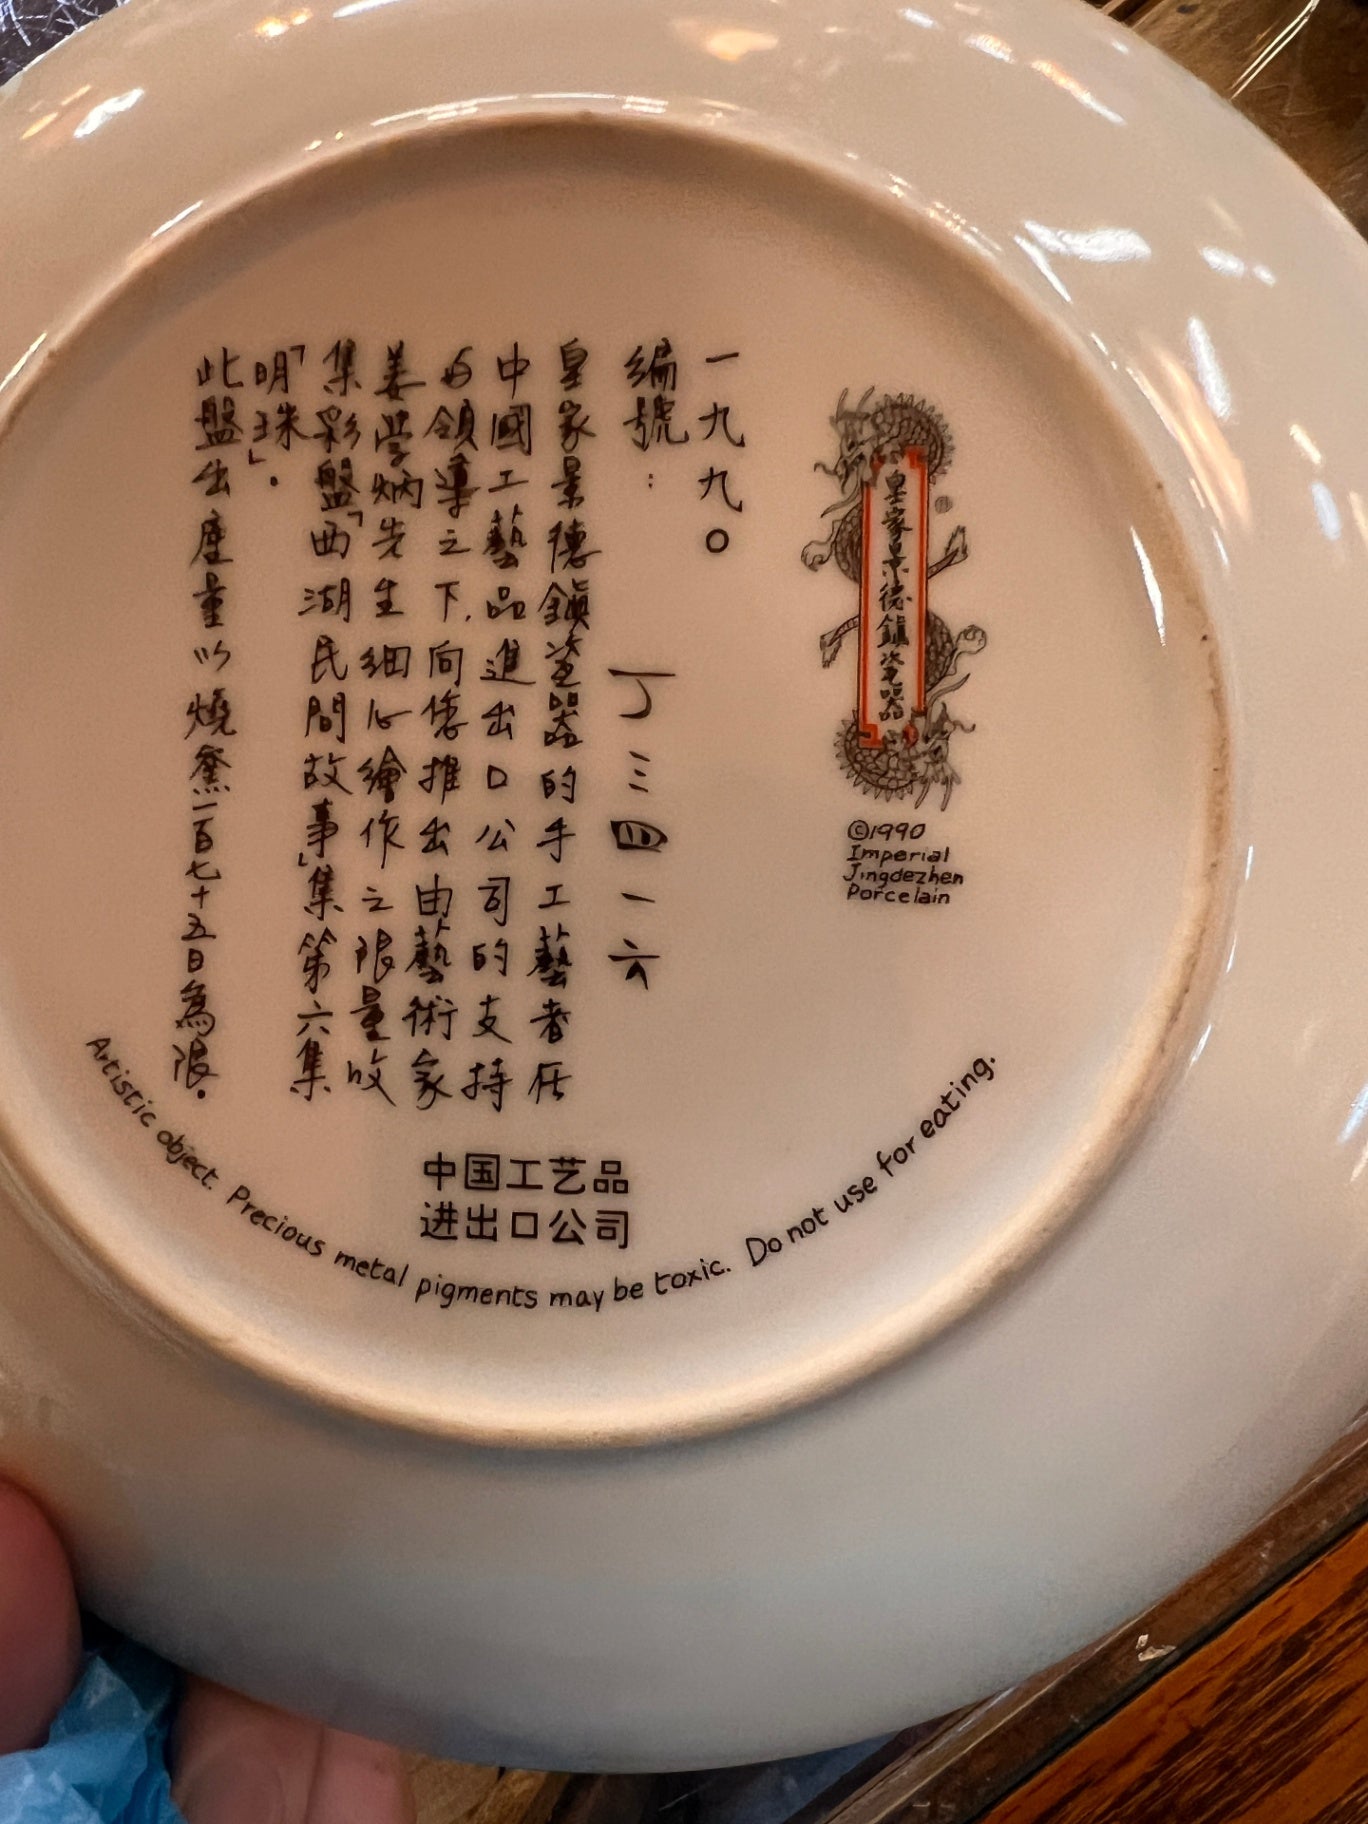 皇家景德鎮瓷器
©1990
Imperial
Jingdezhen
Porcelain
一九九〇
編號：丁三四一六
皇家景德鎮瓷器的手工藝者在
中國工藝品進出口公司的支持
与領導之下,向您推出由藝術家
姜学炳先生细心繪作之限量收
集彩盤「西湖民間故事」集第六集
「明珠」.
此盤出產量以燒窯一百七十五日為限.
中国工艺品
进出口公司
Artistic object. Precious metal pigments may be toxic. Do not use for eating.